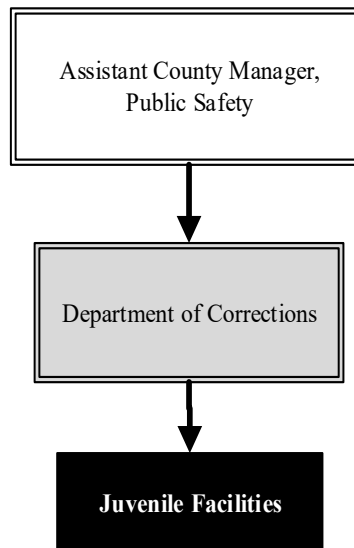 Assistant County Manager,
Public Safety
Department of Corrections
Juvenile Facilities